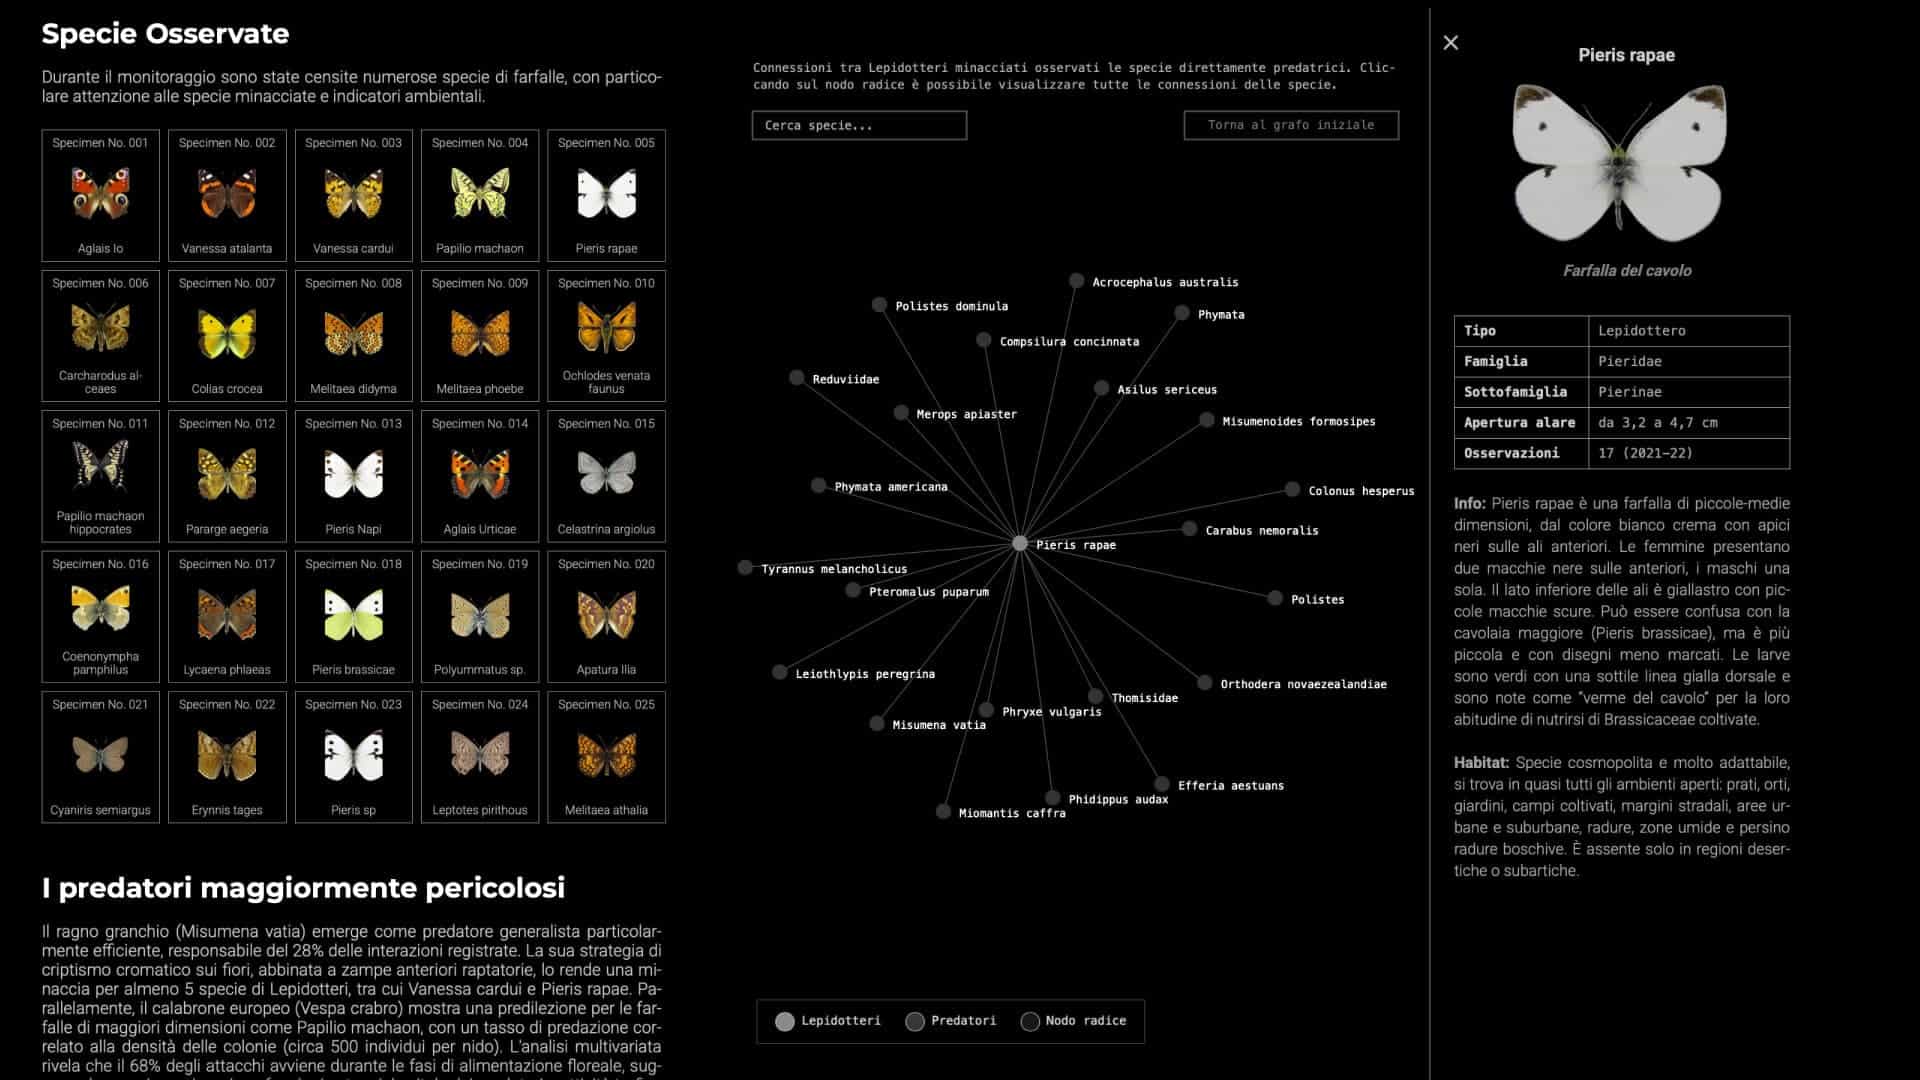 Specie Osservate
Durante il monitoraggio sono state censite numerose specie di farfalle, con partico-
lare attenzione alle specie minacciate e indicatori ambientali.
Specimen No. 001
Aglais Io
Specimen No. 002
Vanessa atalanta
Specimen No. 003
Vanessa cardui
Specimen No. 004
Papilio machaon
Specimen No. 005
Pieris rapae
Specimen No. 006
Carcharodus al-
ceaes
Specimen No. 007
Colias crocea
Specimen No. 008
Melitaea didyma
Specimen No. 009
Melitaea phoebe
Specimen No. 010
Ochlodes venata
faunus
Specimen No. 011
Papilio machaon
hippocrates
Specimen No. 012
Pararge aegeria
Specimen No. 013
Pieris Napi
Specimen No. 014
Aglais Urticae
Specimen No. 015
Celastrina argiolus
Specimen No. 016
Coenonympha
pamphilus
Specimen No. 017
Lycaena phlaeas
Specimen No. 018
Pieris brassicae
Specimen No. 019
Polyummatus sp.
Specimen No. 020
Apatura Ilia
Specimen No. 021
Cyaniris semiargus
Specimen No. 022
Erynnis tages
Specimen No. 023
Pieris sp
Specimen No. 024
Leptotes pirithous
Specimen No. 025
Melitaea athalia
I predatori maggiormente pericolosi
Il ragno granchio (Misumena vatia) emerge come predatore generalista particolar-
mente efficiente, responsabile del 28% delle interazioni registrate. La sua strategia di
criptismo cromatico sui fiori, abbinata a zampe anteriori raptatorie, lo rende una mi-
naccia per almeno 5 specie di Lepidotteri, tra cui Vanessa cardui e Pieris rapae. Pa-
rallelamente, il calabrone europeo (Vespa crabro) mostra una predilezione per le far-
falle di maggiori dimensioni come Papilio machaon, con un tasso di predazione cor-
relato alla densità delle colonie (circa 500 individui per nido). L'analisi multivariata
rivela che il 68% degli attacchi avviene durante le fasi di alimentazione floreale, sug-
Connessioni tra Lepidotteri minacciati osservati le specie direttamente predatrici. Clic-
cando sul nodo radice è possibile visualizzare tutte le connessioni delle specie.
Cerca specie...
Torna al grafo iniziale
Acrocephalus australis
Polistes dominula
Phymata
Compsilura concinnata
Reduviidae
Asilus sericeus
Merops apiaster
Misumenoides formosipes
Phymata americana
Colonus hesperus
Carabus nemoralis
Pieris rapae
Tyrannus melancholicus
Pteromalus puparum
Polistes
Leiothlypis peregrina
Orthodera novaezealandiae
Thomisidae
Phryxe vulgaris
Misumena vatia
Efferia aestuans
Phidippus audax
Miomantis caffra
Lepidotteri
Predatori
Nodo radice
Pieris rapae
Farfalla del cavolo
Tipo Lepidottero
Famiglia Pieridae
Sottofamiglia Pierinae
Apertura alare da 3,2 a 4,7 cm
Osservazioni 17 (2021–22)
Info: Pieris rapae è una farfalla di piccole-medie
dimensioni, dal colore bianco crema con apici
neri sulle ali anteriori. Le femmine presentano
due macchie nere sulle anteriori, i maschi una
sola. Il lato inferiore delle ali è giallastro con pic-
cole macchie scure. Può essere confusa con la
cavolaia maggiore (Pieris brassicae), ma è più
piccola e con disegni meno marcati. Le larve
sono verdi con una sottile linea gialla dorsale e
sono note come "verme del cavolo" per la loro
abitudine di nutrirsi di Brassicaceae coltivate.
Habitat: Specie cosmopolita e molto adattabile,
si trova in quasi tutti gli ambienti aperti: prati, orti,
giardini, campi coltivati, margini stradali, aree ur-
bane e suburbane, radure, zone umide e persino
radure boschive. È assente solo in regioni deser-
tiche o subartiche.